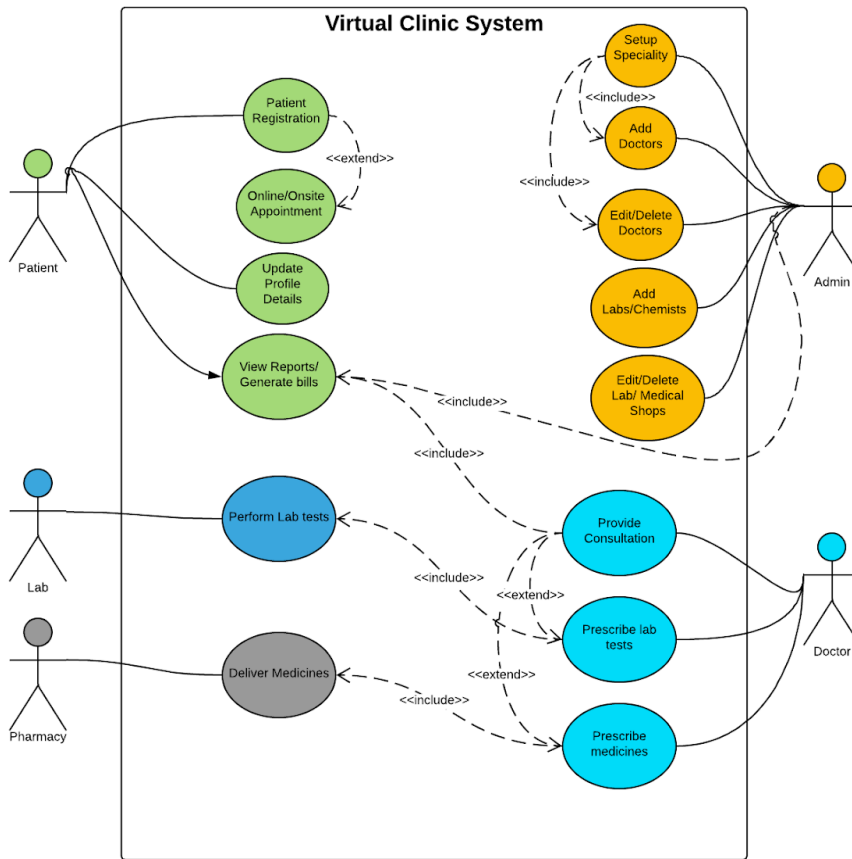 Virtual Clinic System
Setup
Speciality
<<include>>
Patient
Registration
Add
Doctors
<<extend>>
<<include>>
Online/Onsite
Appointment
Edit/Delete
Doctors
Patient
Admin
Update
Profile
Details
Add
Labs/Chemists
View Reports/
Generate bills
Edit/Delete
Lab/ Medical
Shops
<<include>>
<<include>>
Perform Lab tests
Provide
Consultation
Lab
<<include>>
<<extend>>
Prescribe lab
tests
Doctor
Deliver Medicines
<<extend>>
<<include>>
Pharmacy
Prescribe
medicines